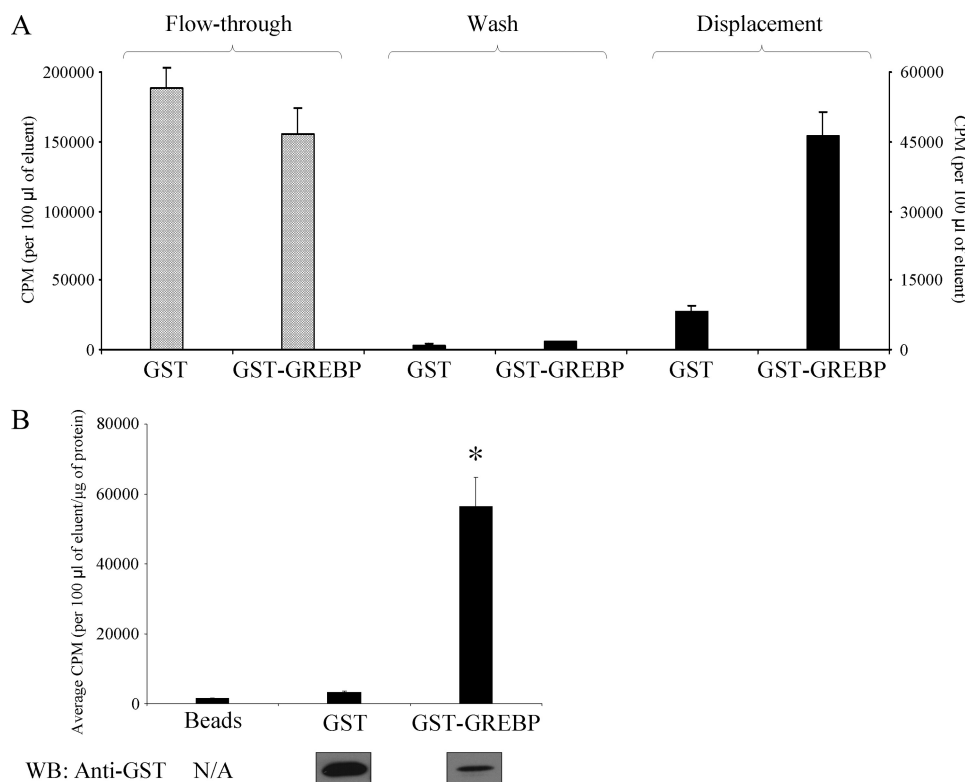 A
Flow-through Wash Displacement
CPM (per 100 µl of eluent)
200000
150000
100000
50000
0
60000
45000
30000
15000
0
CPM (per 100 µl of eluent)
GST GST-GREBP GST GST-GREBP GST GST-GREBP
B
Average CPM (per 100 µl of eluent/µg of protein)
80000
60000
40000
20000
0
*
Beads GST GST-GREBP
WB: Anti-GST N/A